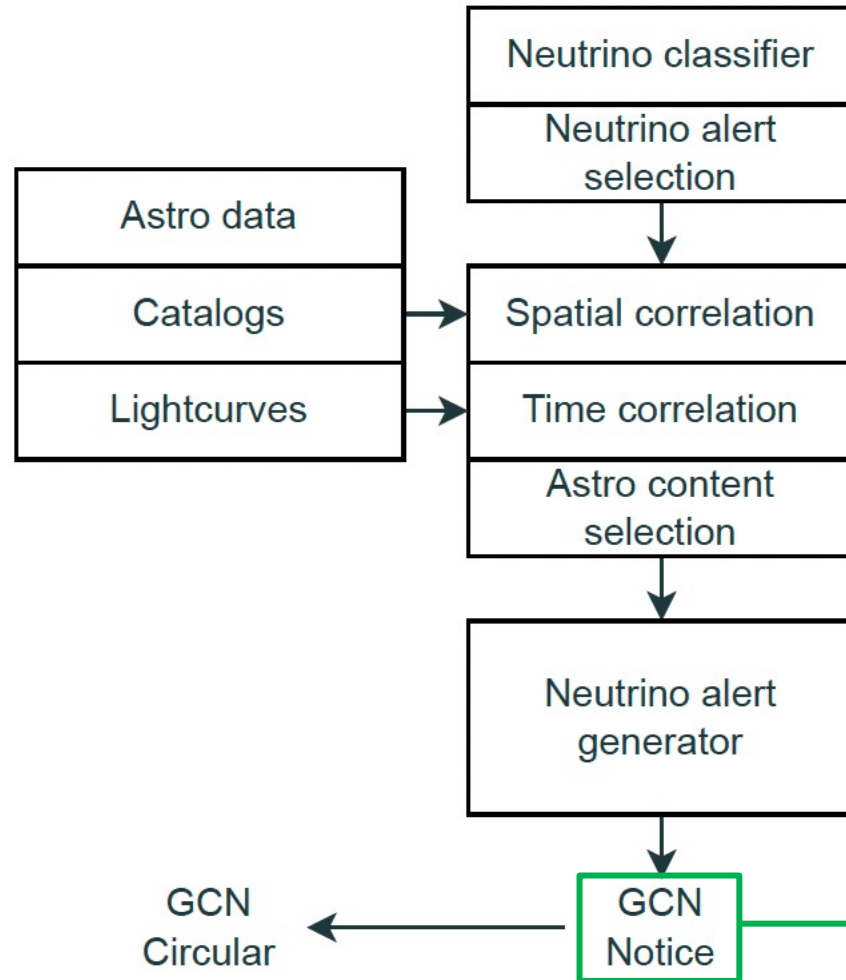 Neutrino classifier
Neutrino alert
selection
Astro data
Catalogs
Lightcurves
Spatial correlation
Time correlation
Astro content
selection
Neutrino alert
generator
GCN
Circular
GCN
Notice